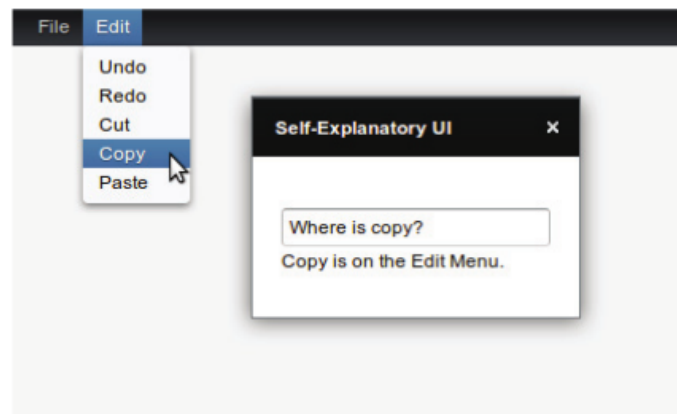 File Edit
Undo
Redo
Cut
Copy
Paste
Self-Explanatory UI ×
Where is copy?
Copy is on the Edit Menu.